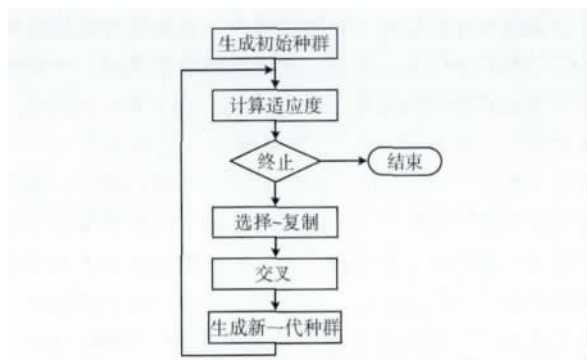 生成初始种群
计算适应度
终止
结束
选择~复制
交叉
生成新一代种群